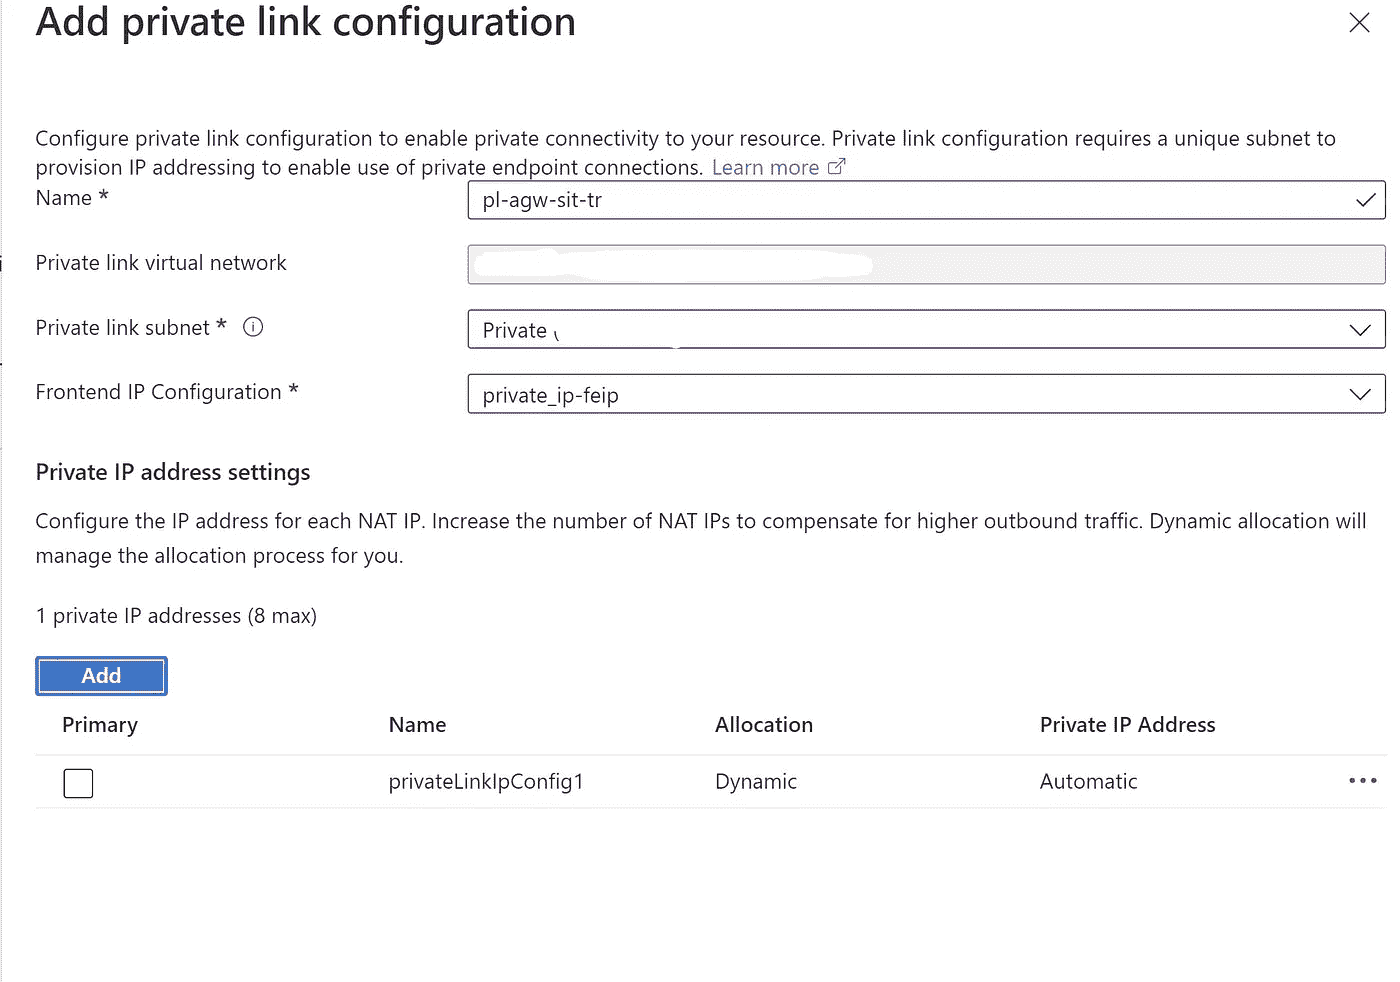 Add private link configuration
Configure private link configuration to enable private connectivity to your resource. Private link configuration requires a unique subnet to
provision IP addressing to enable use of private endpoint connections. Learn more
Name *
pl-agw-sit-tr
Private link virtual network
Private link subnet *
Private
Frontend IP Configuration *
private_ip-feip
Private IP address settings
Configure the IP address for each NAT IP. Increase the number of NAT IPs to compensate for higher outbound traffic. Dynamic allocation will
manage the allocation process for you.
1 private IP addresses (8 max)
Add
Primary Name Allocation Private IP Address
privateLinkIpConfig1 Dynamic Automatic